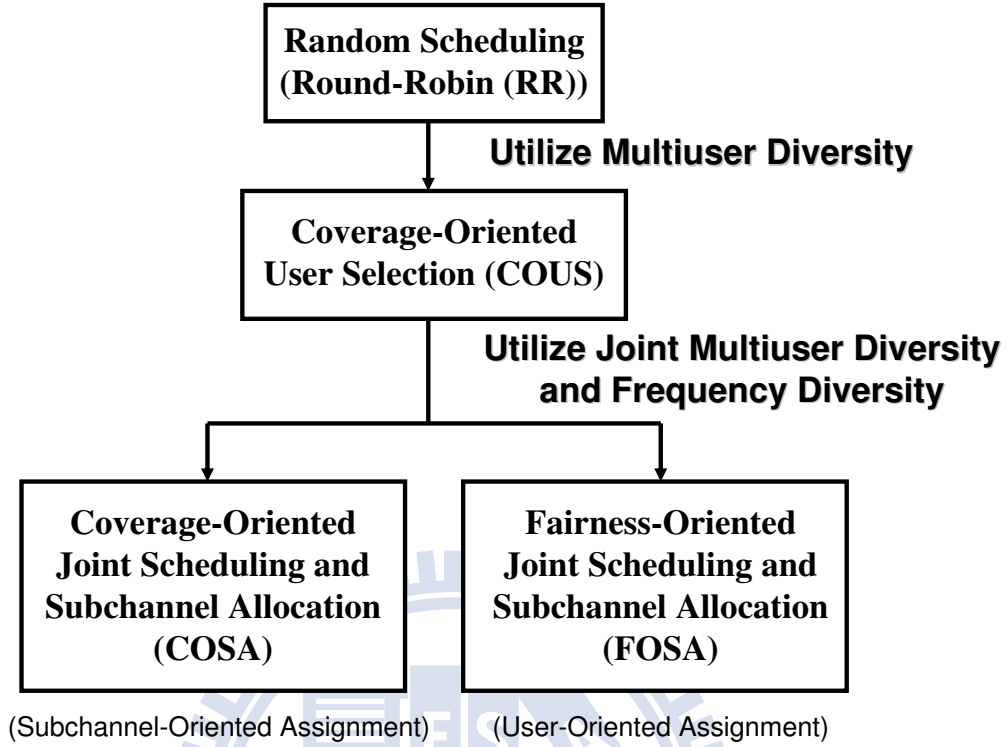 Random Scheduling
(Round-Robin (RR))
Utilize Multiuser Diversity
Coverage-Oriented
User Selection (COUS)
Utilize Joint Multiuser Diversity
and Frequency Diversity
Coverage-Oriented
Joint Scheduling and
Subchannel Allocation
(COSA)
Fairness-Oriented
Joint Scheduling and
Subchannel Allocation
(FOSA)
(Subchannel-Oriented Assignment)
(User-Oriented Assignment)